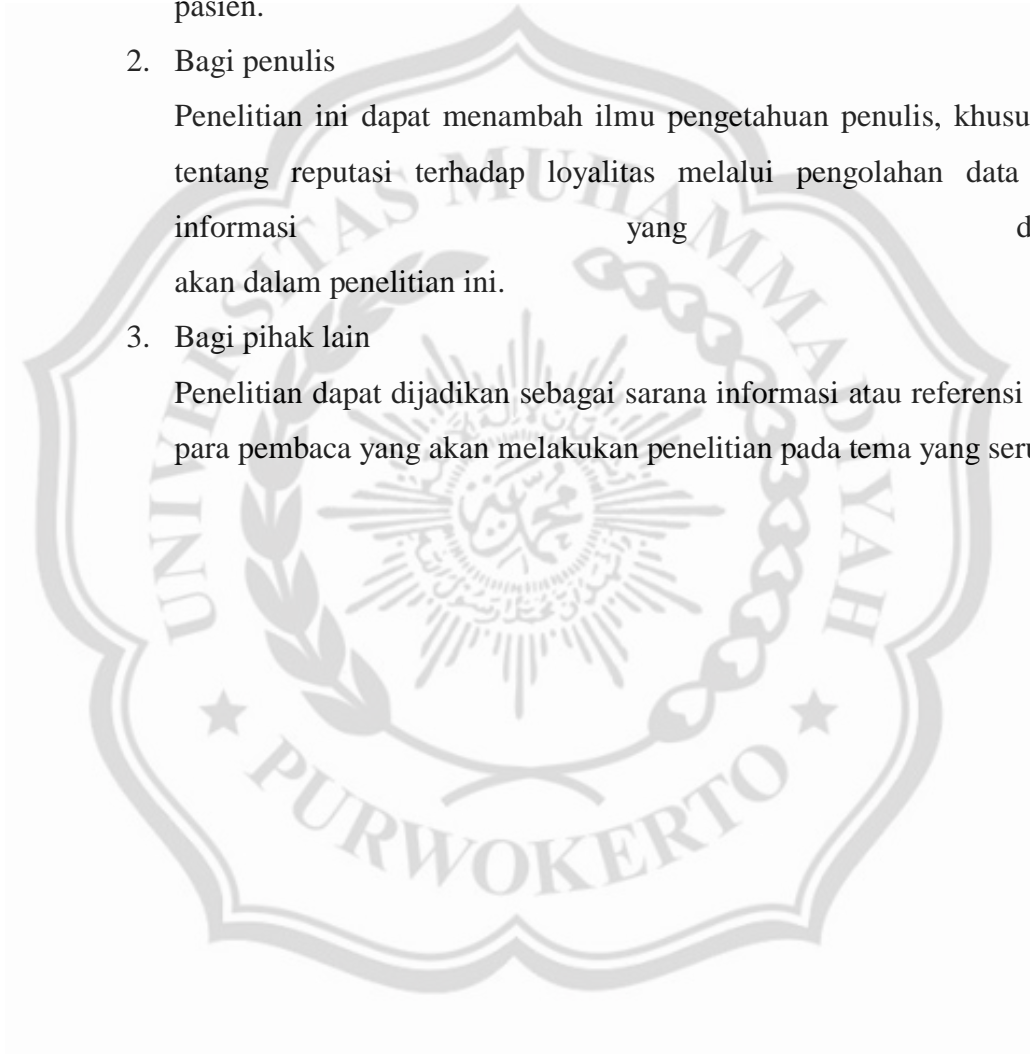 pasien.
2. Bagi penulis
Penelitian ini dapat menambah ilmu pengetahuan penulis, khusu
tentang reputasi terhadap loyalitas melalui pengolahan data
informasi yang d
akan dalam penelitian ini.
3. Bagi pihak lain
Penelitian dapat dijadikan sebagai sarana informasi atau referensi
para pembaca yang akan melakukan penelitian pada tema yang seru
UNIVERSITAS MUHAMMADIYAH
PURWOKERTO